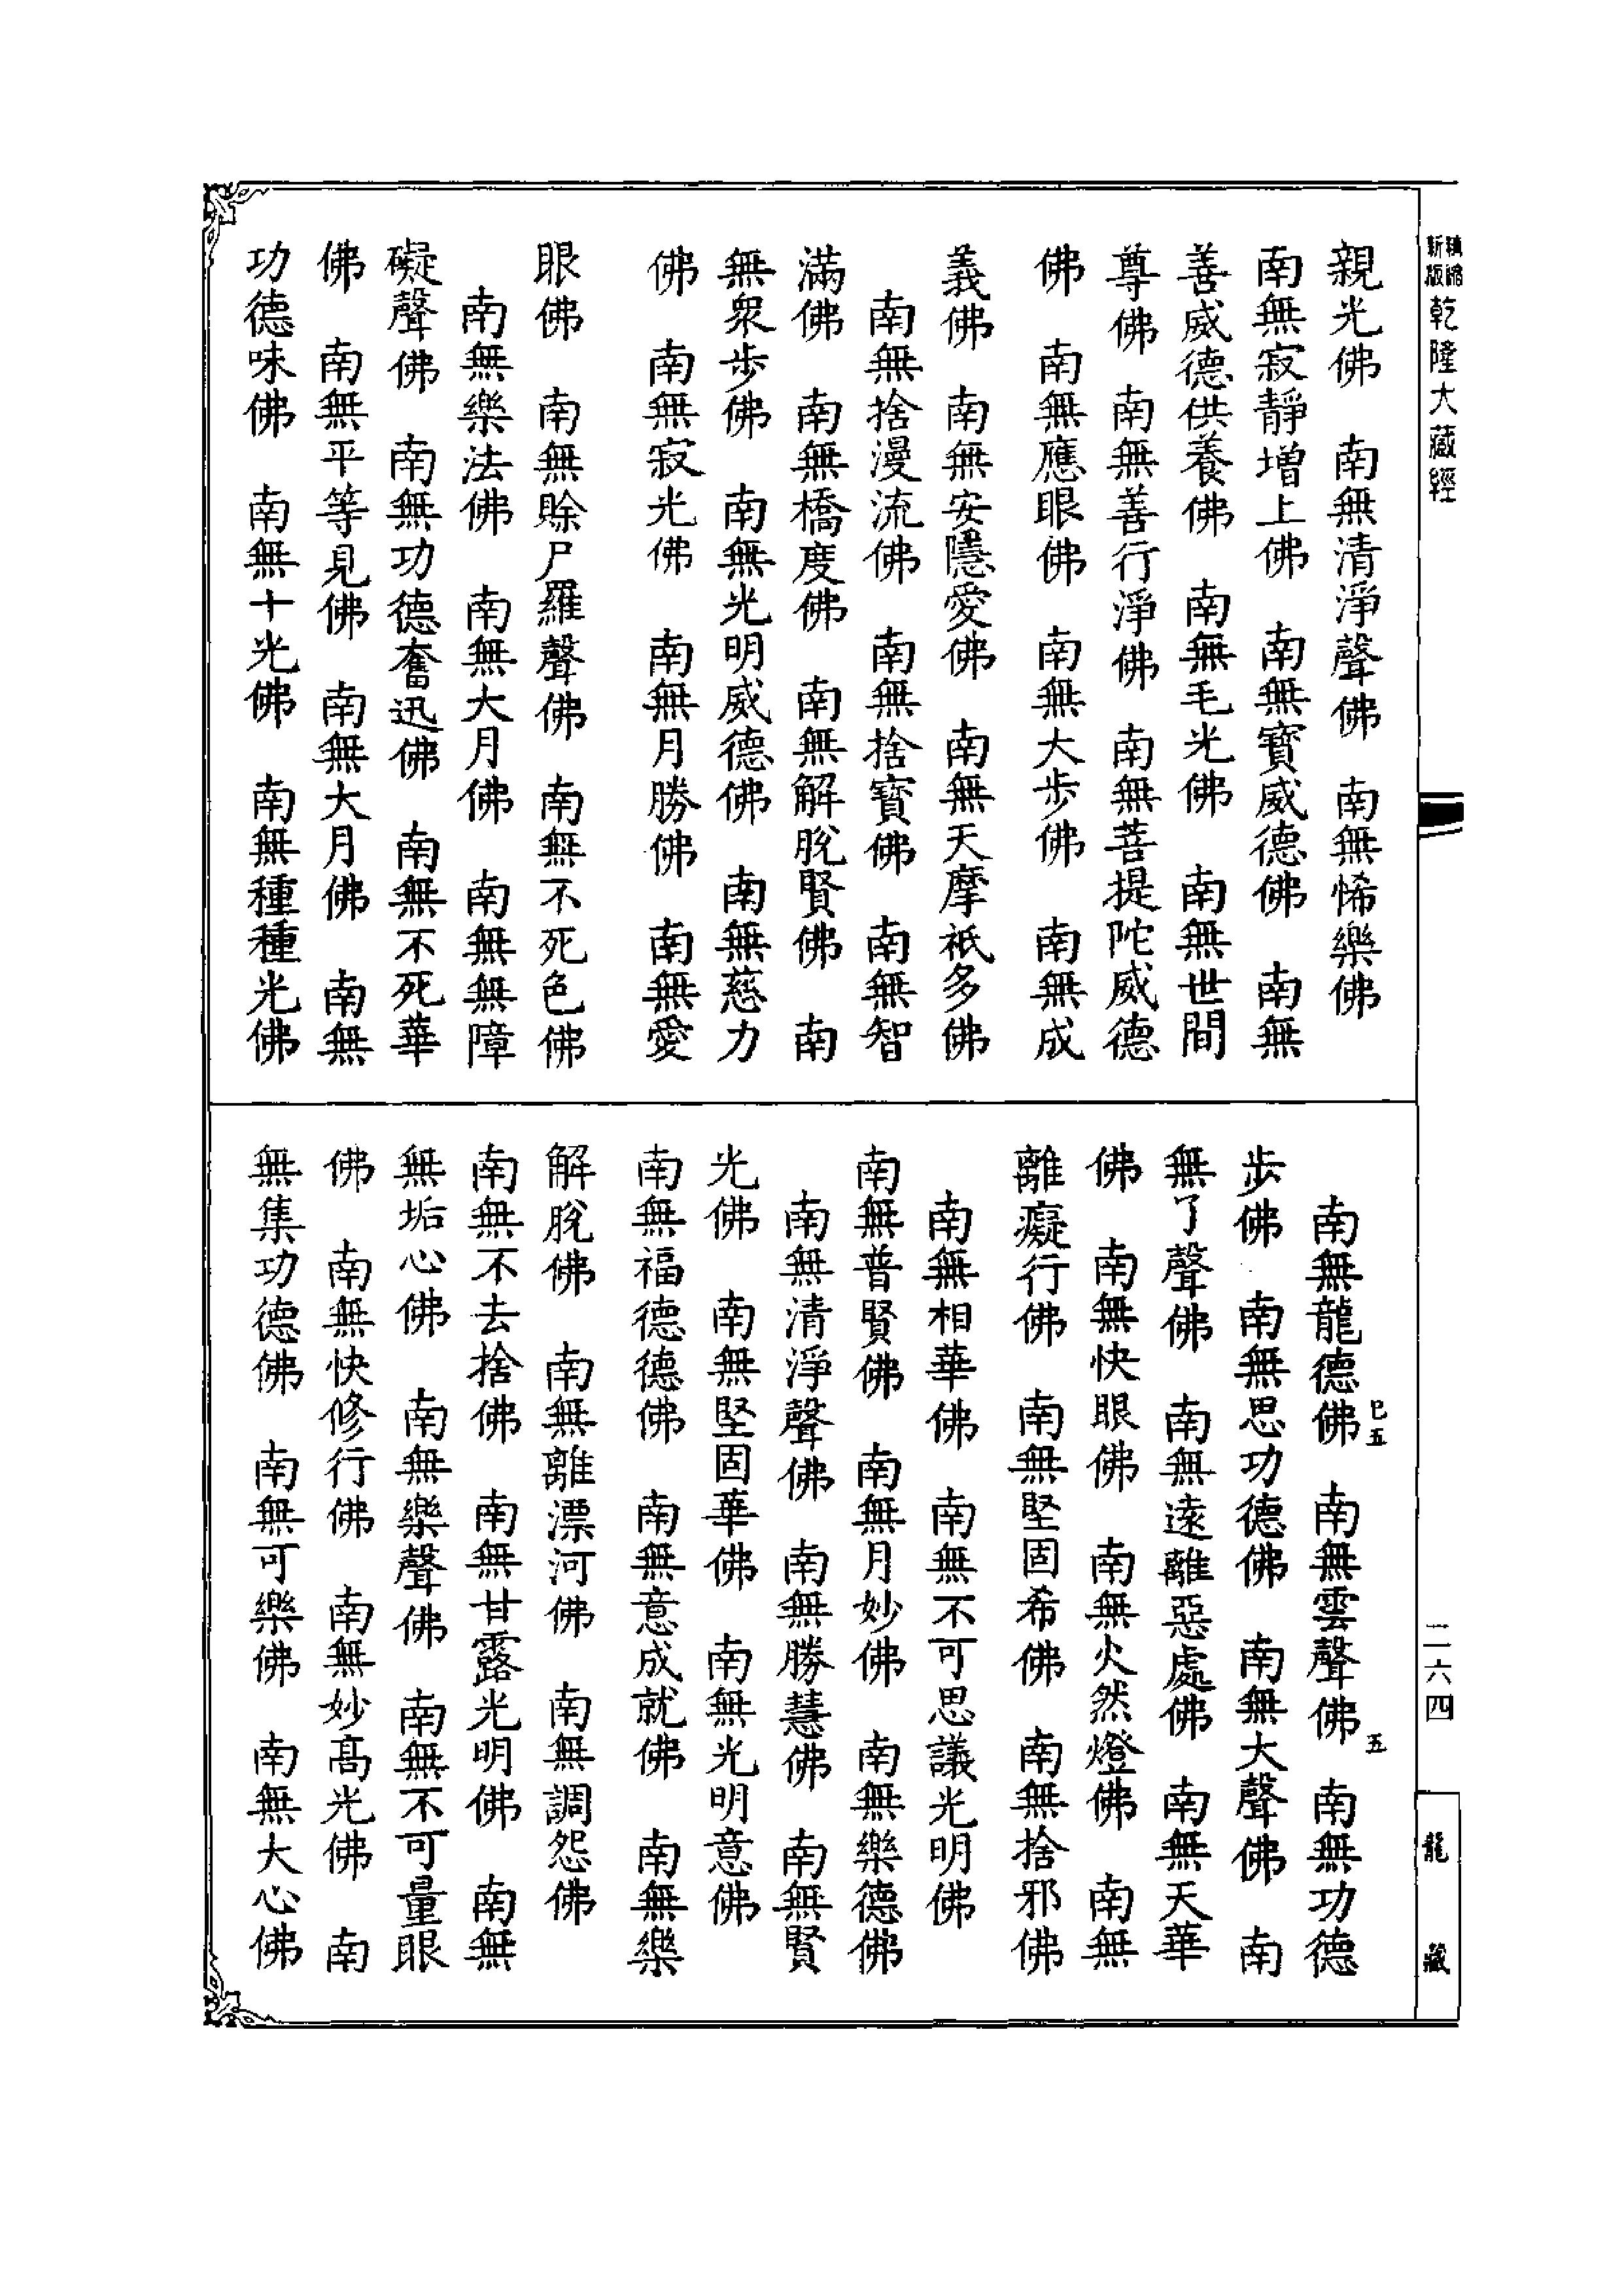 新版
縮
乾隆大藏經
親光佛　南無清淨聲佛　南無悕樂佛
南無寂靜增上佛　南無寶威德佛　南無
善威德供養佛　南無毛光佛　南無世間
尊佛　南無善行淨佛　南無菩提陀威德
佛　南無應眼佛　南無大步佛　南無成
義佛　南無安隱愛佛　南無天摩祇多佛
南無捨漫流佛　南無捨寶佛　南無智
滿佛　南無橋度佛　南無解脫賢佛　南
無眾步佛　南無光明威德佛　南無慈力
佛　南無寂光佛　南無月勝佛　南無愛
眼佛　南無賒尸羅聲佛　南無不死色佛
南無樂法佛　南無大月佛　南無無障
礙聲佛　南無功德奮迅佛　南無不死華
佛　南無平等見佛　南無大月佛　南無
功德味佛　南無十光佛　南無種種光佛
南無龍德佛　南無雲聲佛　南無功德
步佛　南無思功德佛　南無大聲佛　南
無了聲佛　南無遠離惡處佛　南無天華
佛　南無快眼佛　南無火然燈佛　南無
離癡行佛　南無堅固希佛　南無捨邪佛
南無相華佛　南無不可思議光明佛
南無普賢佛　南無月妙佛　南無樂德佛
南無清淨聲佛　南無勝慧佛　南無賢
光佛　南無堅固華佛　南無光明意佛
南無福德德佛　南無意成就佛　南無樂
解脫佛　南無離漂河佛　南無調怨佛
南無不去捨佛　南無甘露光明佛　南無
無垢心佛　南無樂聲佛　南無不可量眼
佛　南無快修行佛　南無妙高光佛　南
無集功德佛　南無可樂佛　南無大心佛
巳五　五
二六四
龍藏